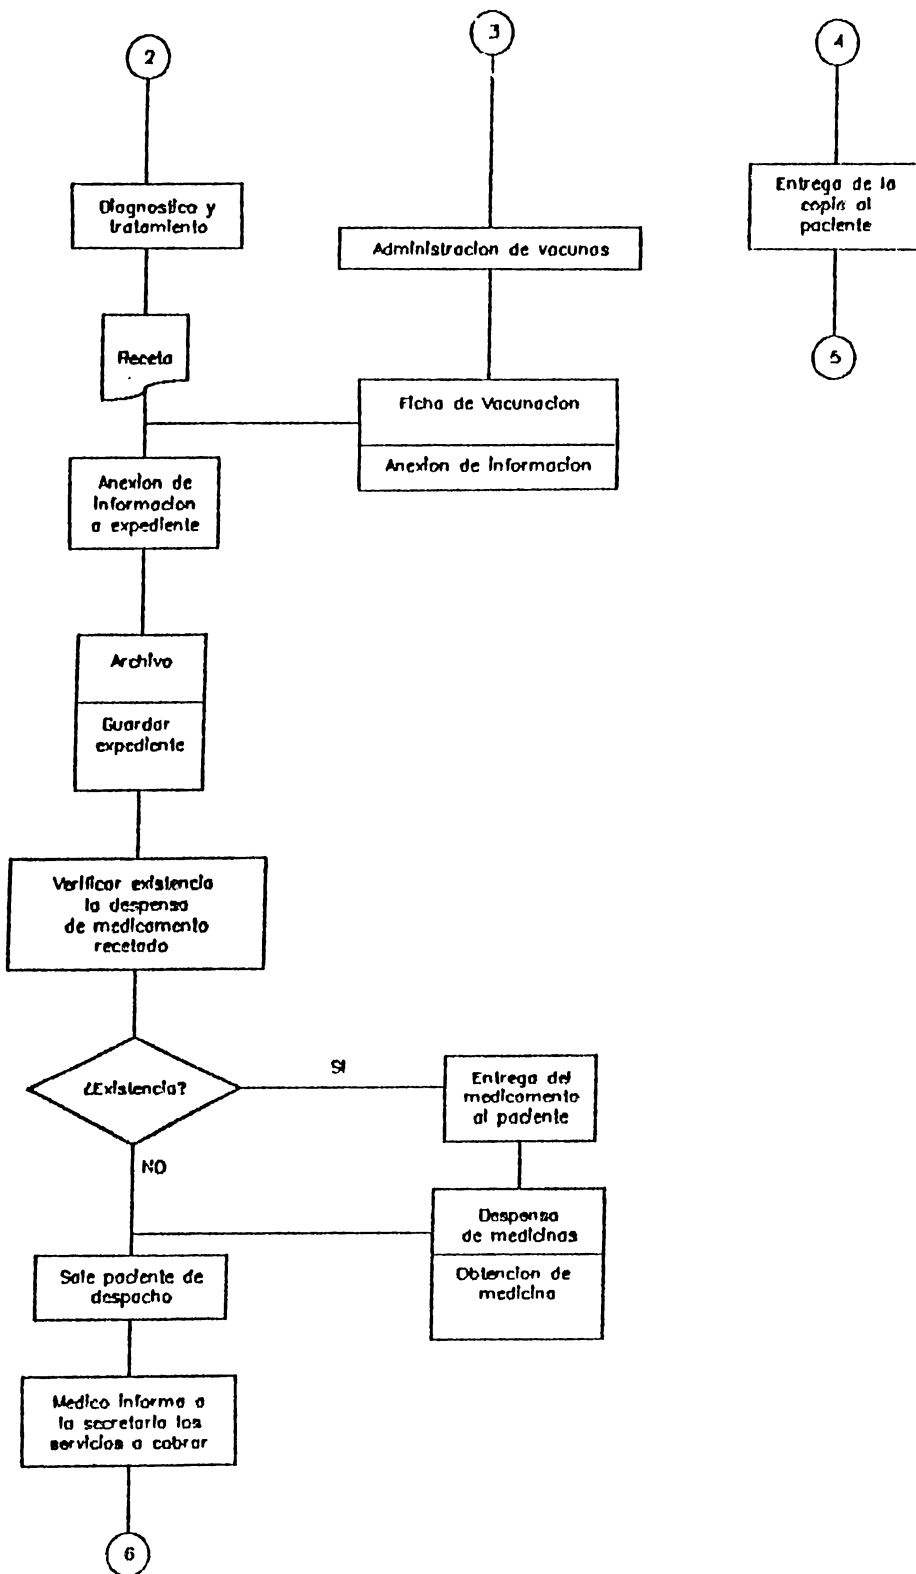 2
Diagnostico y
tratamiento
Receta
Anexion de
informacion
a expediente
Archivo
Guardar
expediente
Verificar existencia
la despensa
de medicamento
recetado
¿Existencia?
SI
NO
Entrega del
medicamento
al paciente
Despensa
de medicinas
Obtencion de
medicina
Sale paciente de
despacho
Medico informa a
la secretaria los
servicios a cobrar
6
3
Administracion de vacunas
Ficha de Vacunacion
Anexion de informacion
4
Entrega de la
copia al
paciente
5